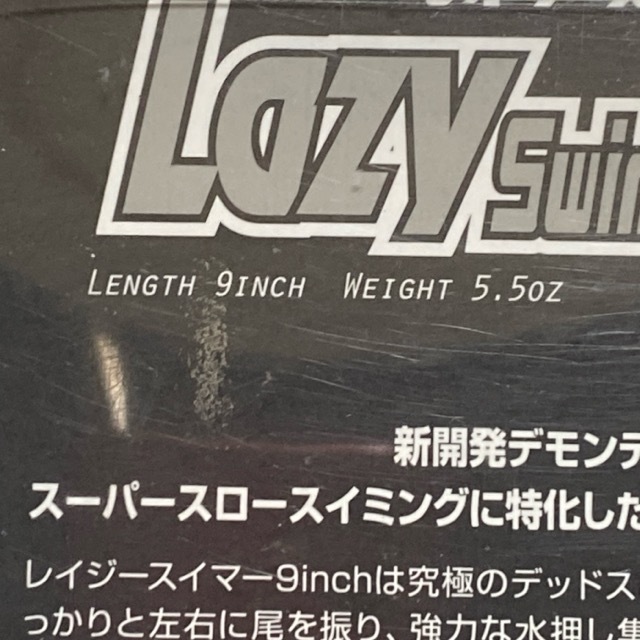 Lazy Swim
LENGTH 9INCH WEIGHT 5.5OZ
新開発デモンテ
スーパースロースイミングに特化した
レイジースイマー9inchは究極のデッドス
っかりと左右に尾を振り、強力な水押し集